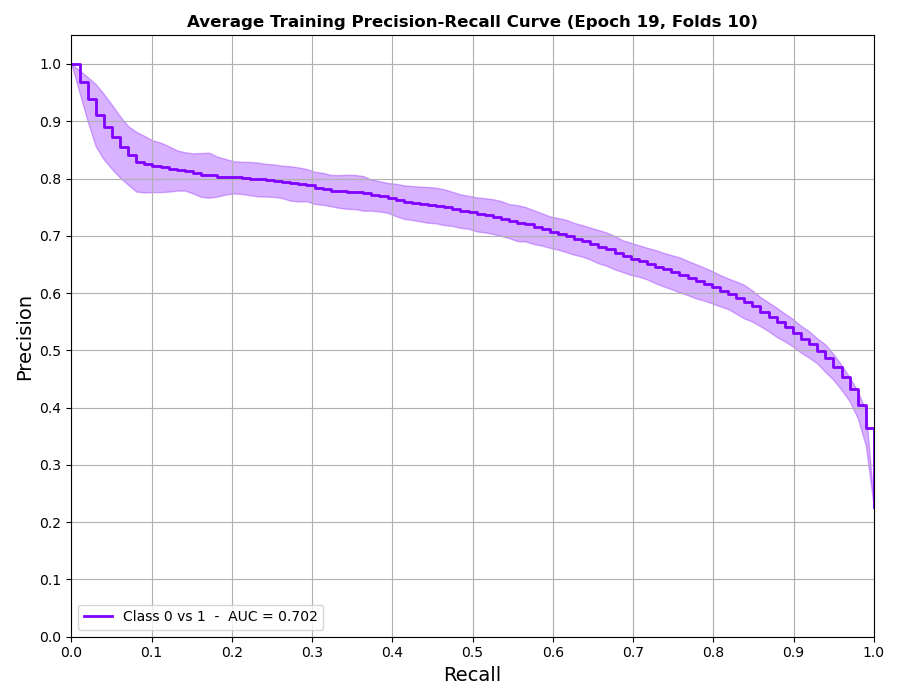 Average Training Precision-Recall Curve (Epoch 19, Folds 10)
Precision
1.0
0.9
0.8
0.7
0.6
0.5
0.4
0.3
0.2
0.1
0.0
Class 0 vs 1 - AUC = 0.702
0.0 0.1 0.2 0.3 0.4 0.5 0.6 0.7 0.8 0.9 1.0
Recall